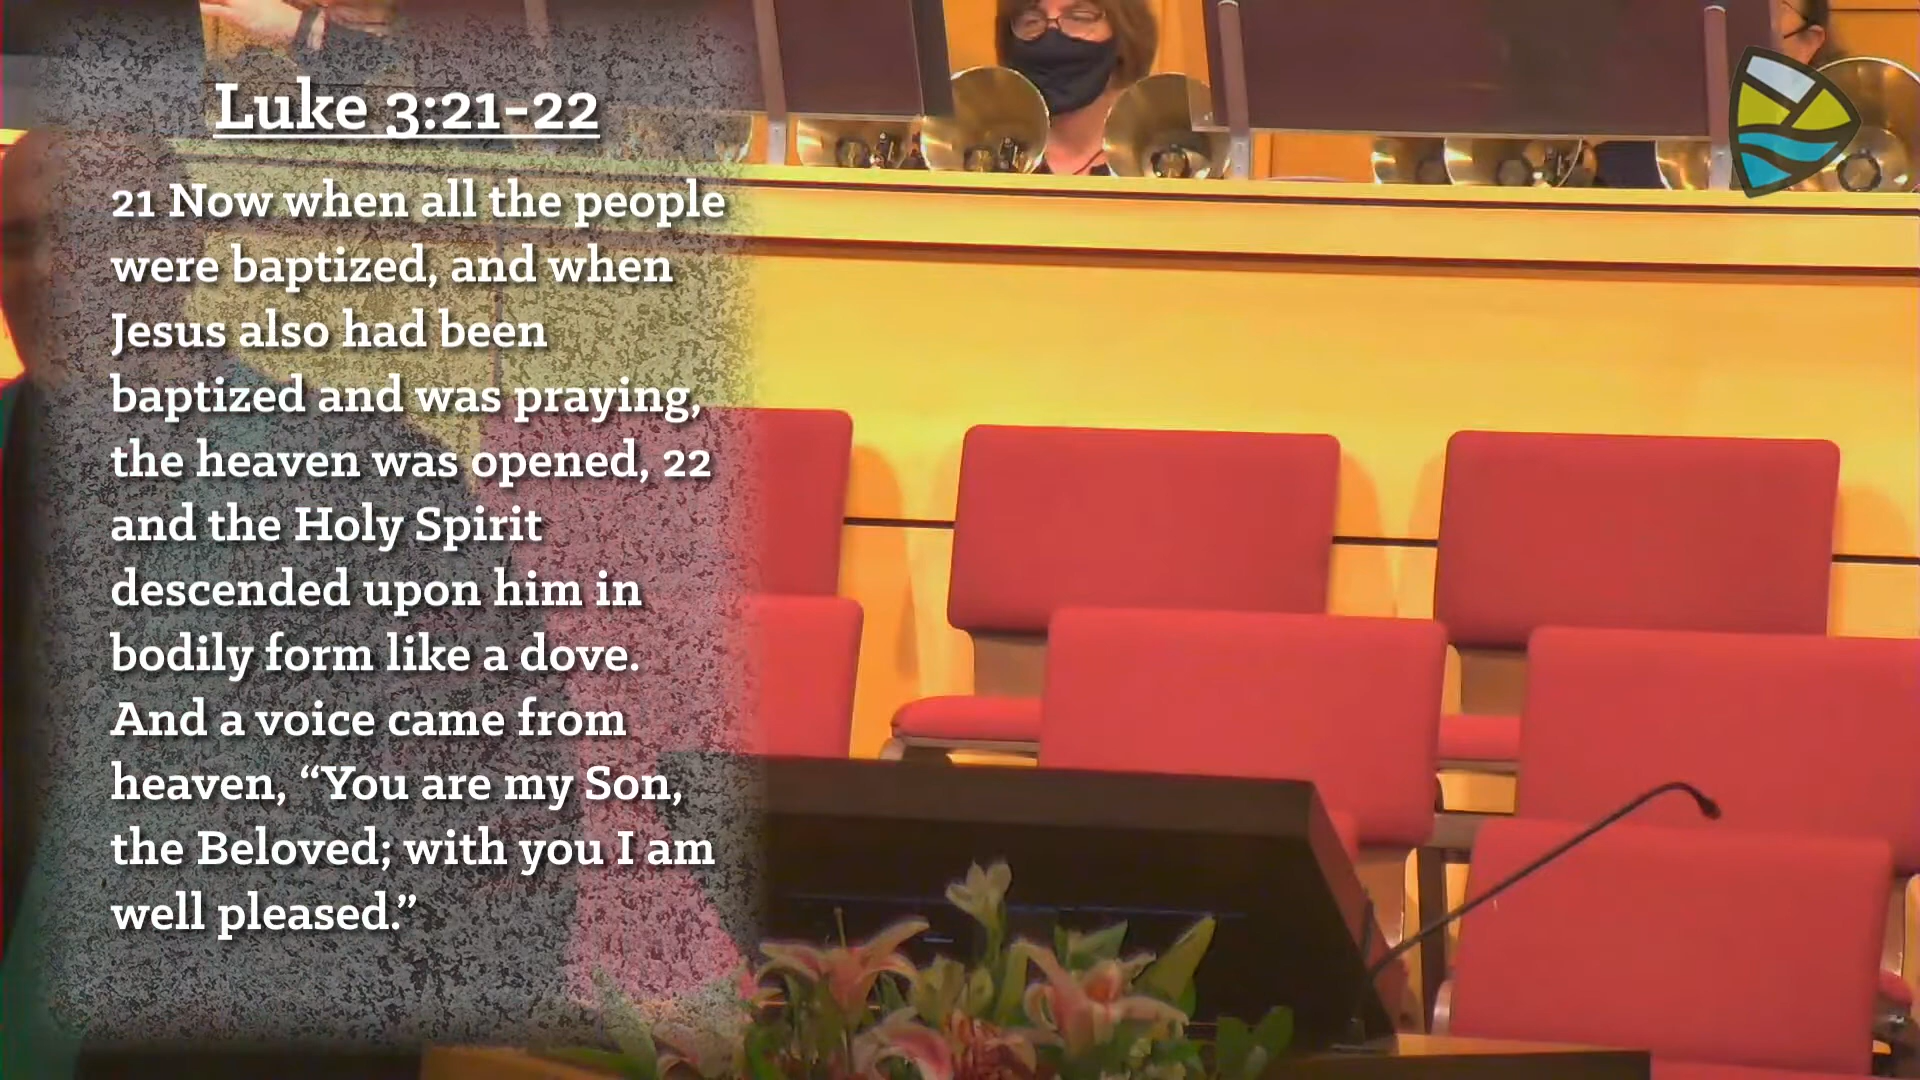 Luke 3:21-22
21 Now when all the people
were baptized, and when
Jesus also had been
baptized and was praying,
the heaven was opened, 22
and the Holy Spirit
descended upon him in
bodily form like a dove.
And a voice came from
heaven, “You are my Son,
the Beloved; with you I am
well pleased.”